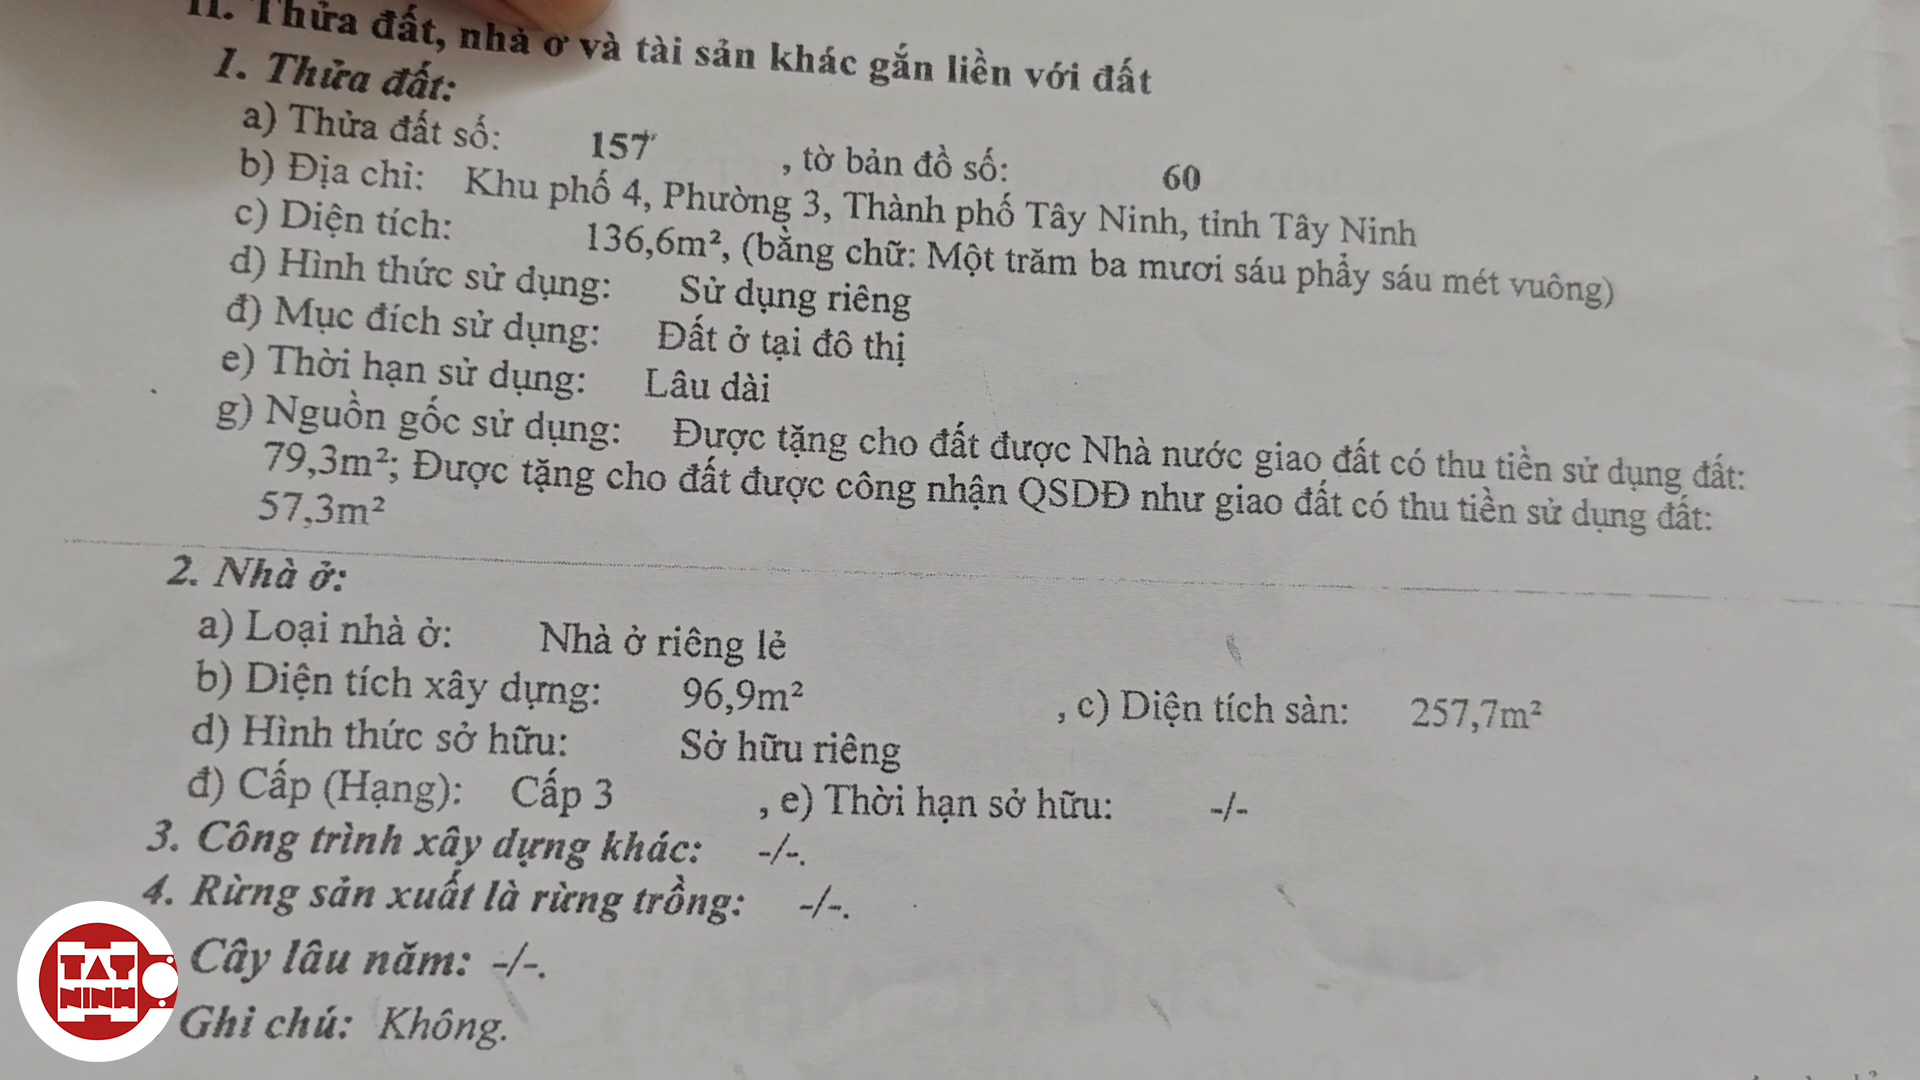 II. Thửa đất, nhà ở và tài sản khác gắn liền với đất
1. Thửa đất:
a) Thửa đất số: 157 , tờ bản đồ số: 60
b) Địa chỉ: Khu phố 4, Phường 3, Thành phố Tây Ninh, tỉnh Tây Ninh
c) Diện tích: 136,6m², (bằng chữ: Một trăm ba mươi sáu phẩy sáu mét vuông)
d) Hình thức sử dụng: Sử dụng riêng
đ) Mục đích sử dụng: Đất ở tại đô thị
e) Thời hạn sử dụng: Lâu dài
g) Nguồn gốc sử dụng: Được tặng cho đất được Nhà nước giao đất có thu tiền sử dụng đất:
79,3m²; Được tặng cho đất được công nhận QSDĐ như giao đất có thu tiền sử dụng đất:
57,3m²
2. Nhà ở:
a) Loại nhà ở: Nhà ở riêng lẻ
b) Diện tích xây dựng: 96,9m² , c) Diện tích sàn: 257,7m²
d) Hình thức sở hữu: Sở hữu riêng
đ) Cấp (Hạng): Cấp 3 , e) Thời hạn sở hữu: -/-
3. Công trình xây dựng khác: -/-.
4. Rừng sản xuất là rừng trồng: -/-.
Cây lâu năm: -/-.
Ghi chú: Không.
TAY
NINH